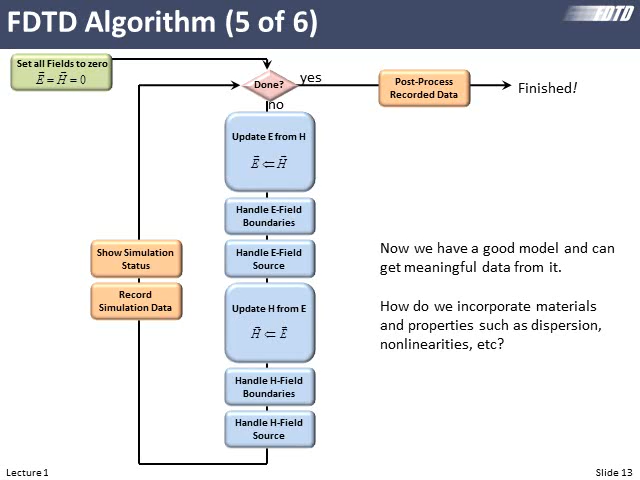 FDTD Algorithm (5 of 6)
FDTD
Set all Fields to zero
E⃗ = H⃗ = 0
Done?
yes
no
Post-Process
Recorded Data
Finished!
Update E from H
E⃗ ⇐ H⃗
Handle E-Field
Boundaries
Handle E-Field
Source
Update H from E
H⃗ ⇐ E⃗
Handle H-Field
Boundaries
Handle H-Field
Source
Show Simulation
Status
Record
Simulation Data
Now we have a good model and can
get meaningful data from it.
How do we incorporate materials
and properties such as dispersion,
nonlinearities, etc?
Lecture 1
Slide 13